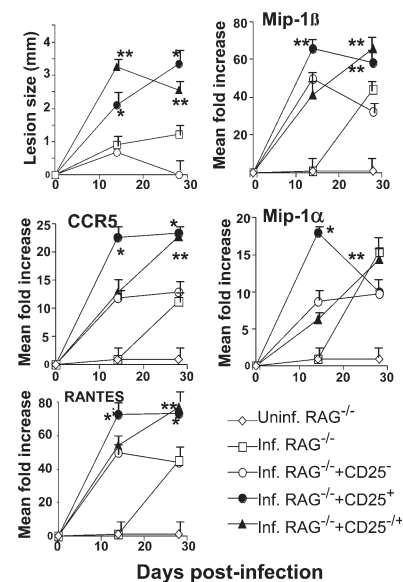 Lesion size (mm)
4
3
2
1
0
0 10 20 30
** *
*
**
Mip-1ß
Mean fold increase
80
60
40
20
0 10 20 30
** **
**
CCR5
Mean fold increase
25
20
15
10
5
0
0 10 20 30
*
*
**
Mip-1α
Mean fold increase
20
15
10
5
0
0 10 20 30
*
**
RANTES
Mean fold increase
80
60
40
20
0
0 10 20 30
* **
*
Uninf. RAG-/-
Inf. RAG-/-
Inf. RAG-/-+CD25-
Inf. RAG-/-+CD25+
Inf. RAG-/-+CD25-/+
Days post-infection